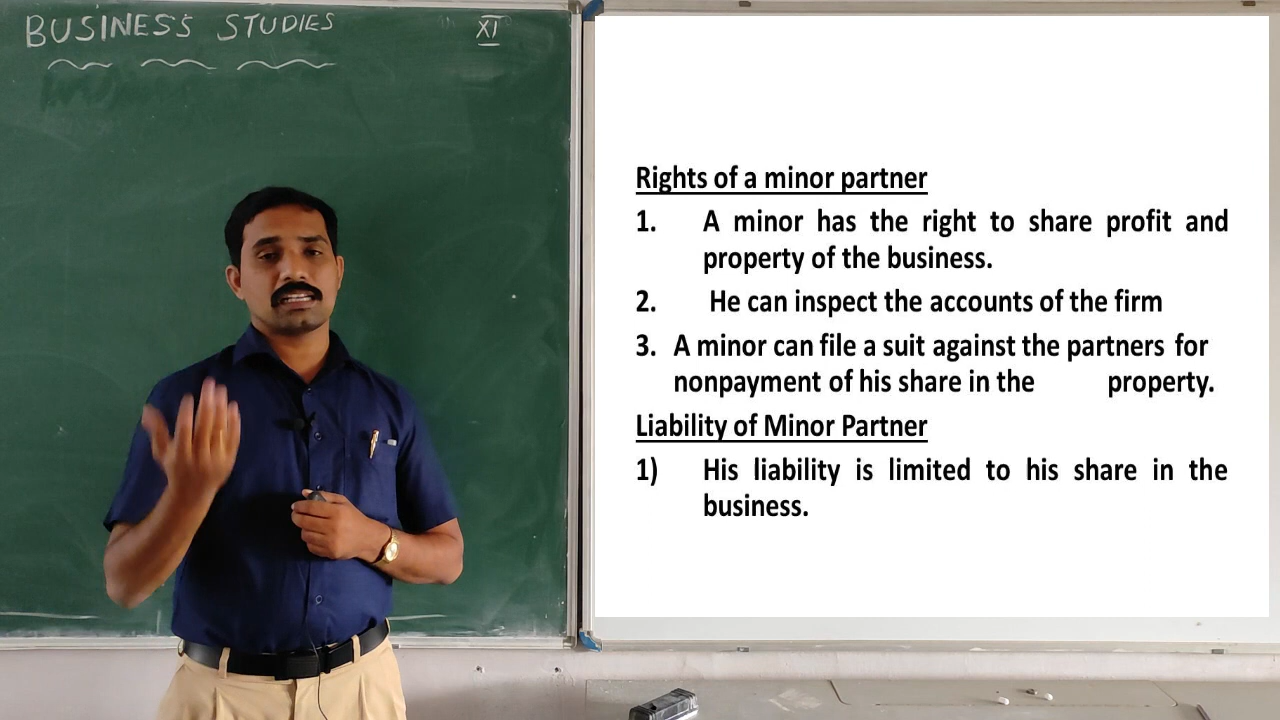 BUSINESS STUDIES XI
Rights of a minor partner
1. A minor has the right to share profit and
property of the business.
2. He can inspect the accounts of the firm
3. A minor can file a suit against the partners for
nonpayment of his share in the property.
Liability of Minor Partner
1) His liability is limited to his share in the
business.